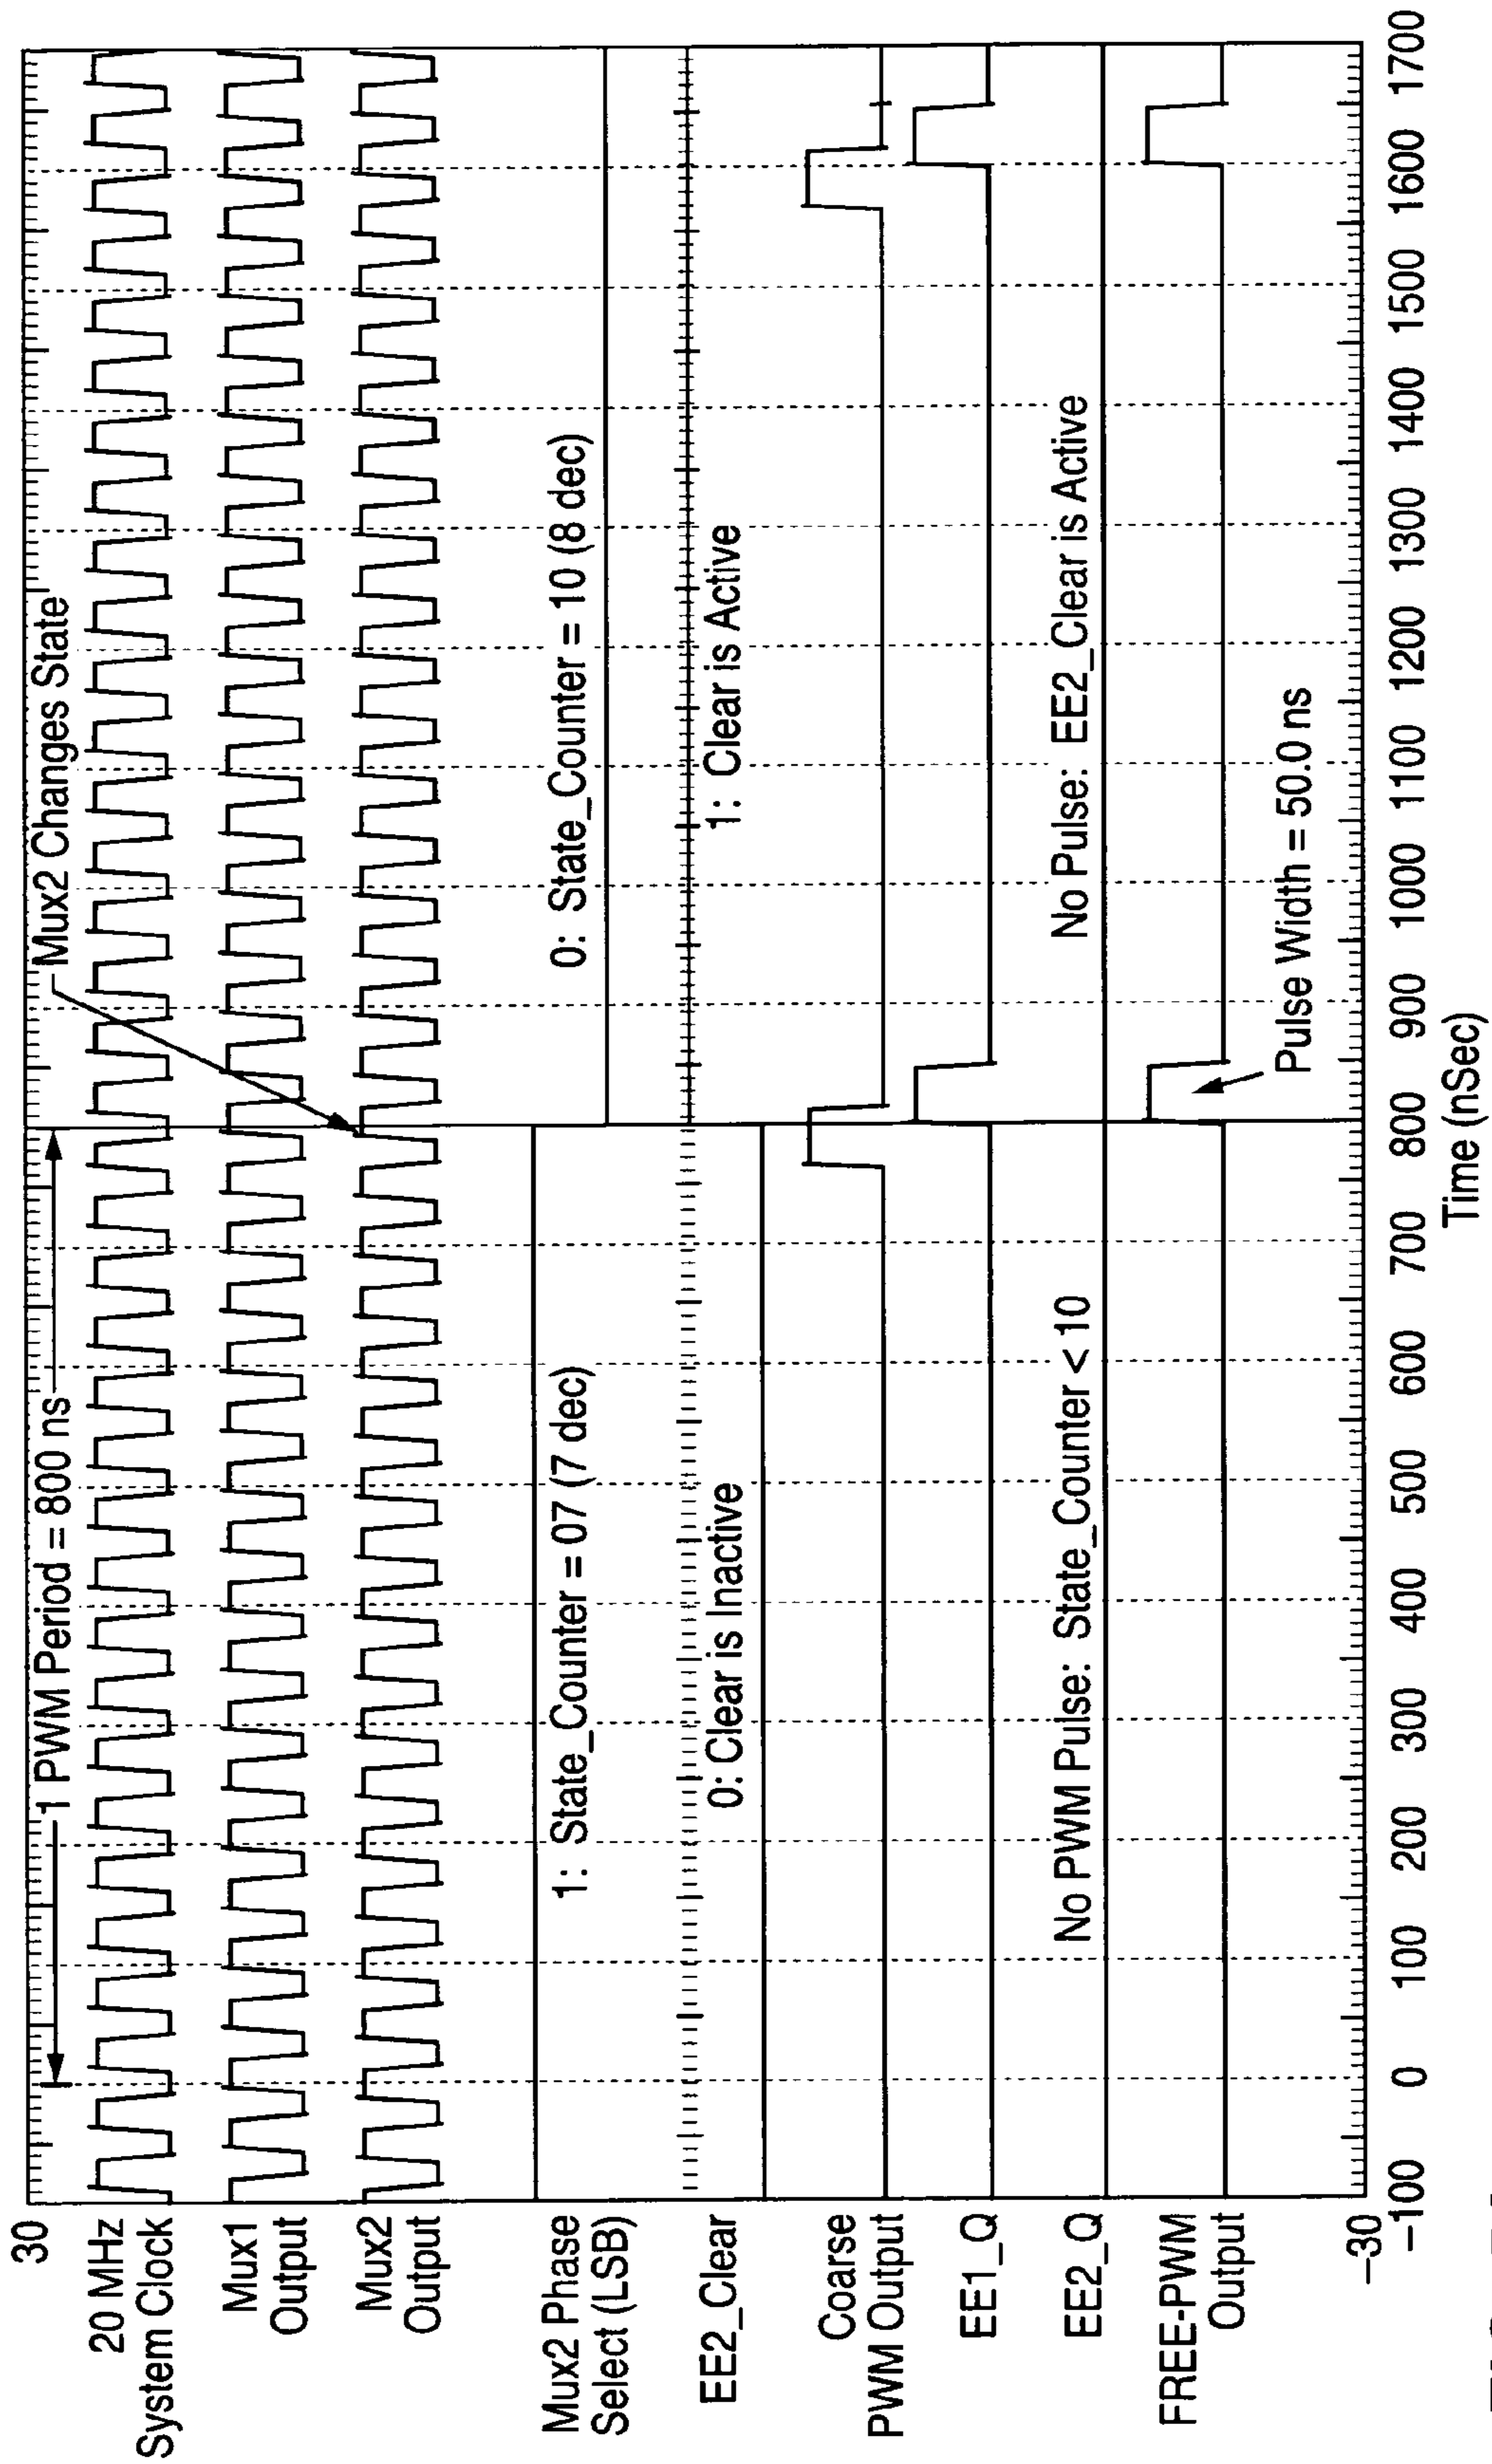 30
20 MHz
System Clock
Mux1
Output
Mux2
Output
Mux2 Phase
Select (LSB)
EE2_Clear
Coarse
PWM Output
EE1_Q
EE2_Q
FREE-PWM
Output
–30
1 PWM Period = 800 ns
Mux2 Changes State
1: State_Counter = 07 (7 dec)
0: State_Counter = 10 (8 dec)
0: Clear is Inactive
1: Clear is Active
No PWM Pulse: State_Counter < 10
No Pulse: EE2_Clear is Active
Pulse Width = 50.0 ns
–100 0 100 200 300 400 500 600 700 800 900 1000 1100 1200 1300 1400 1500 1600 1700
Time (nSec)